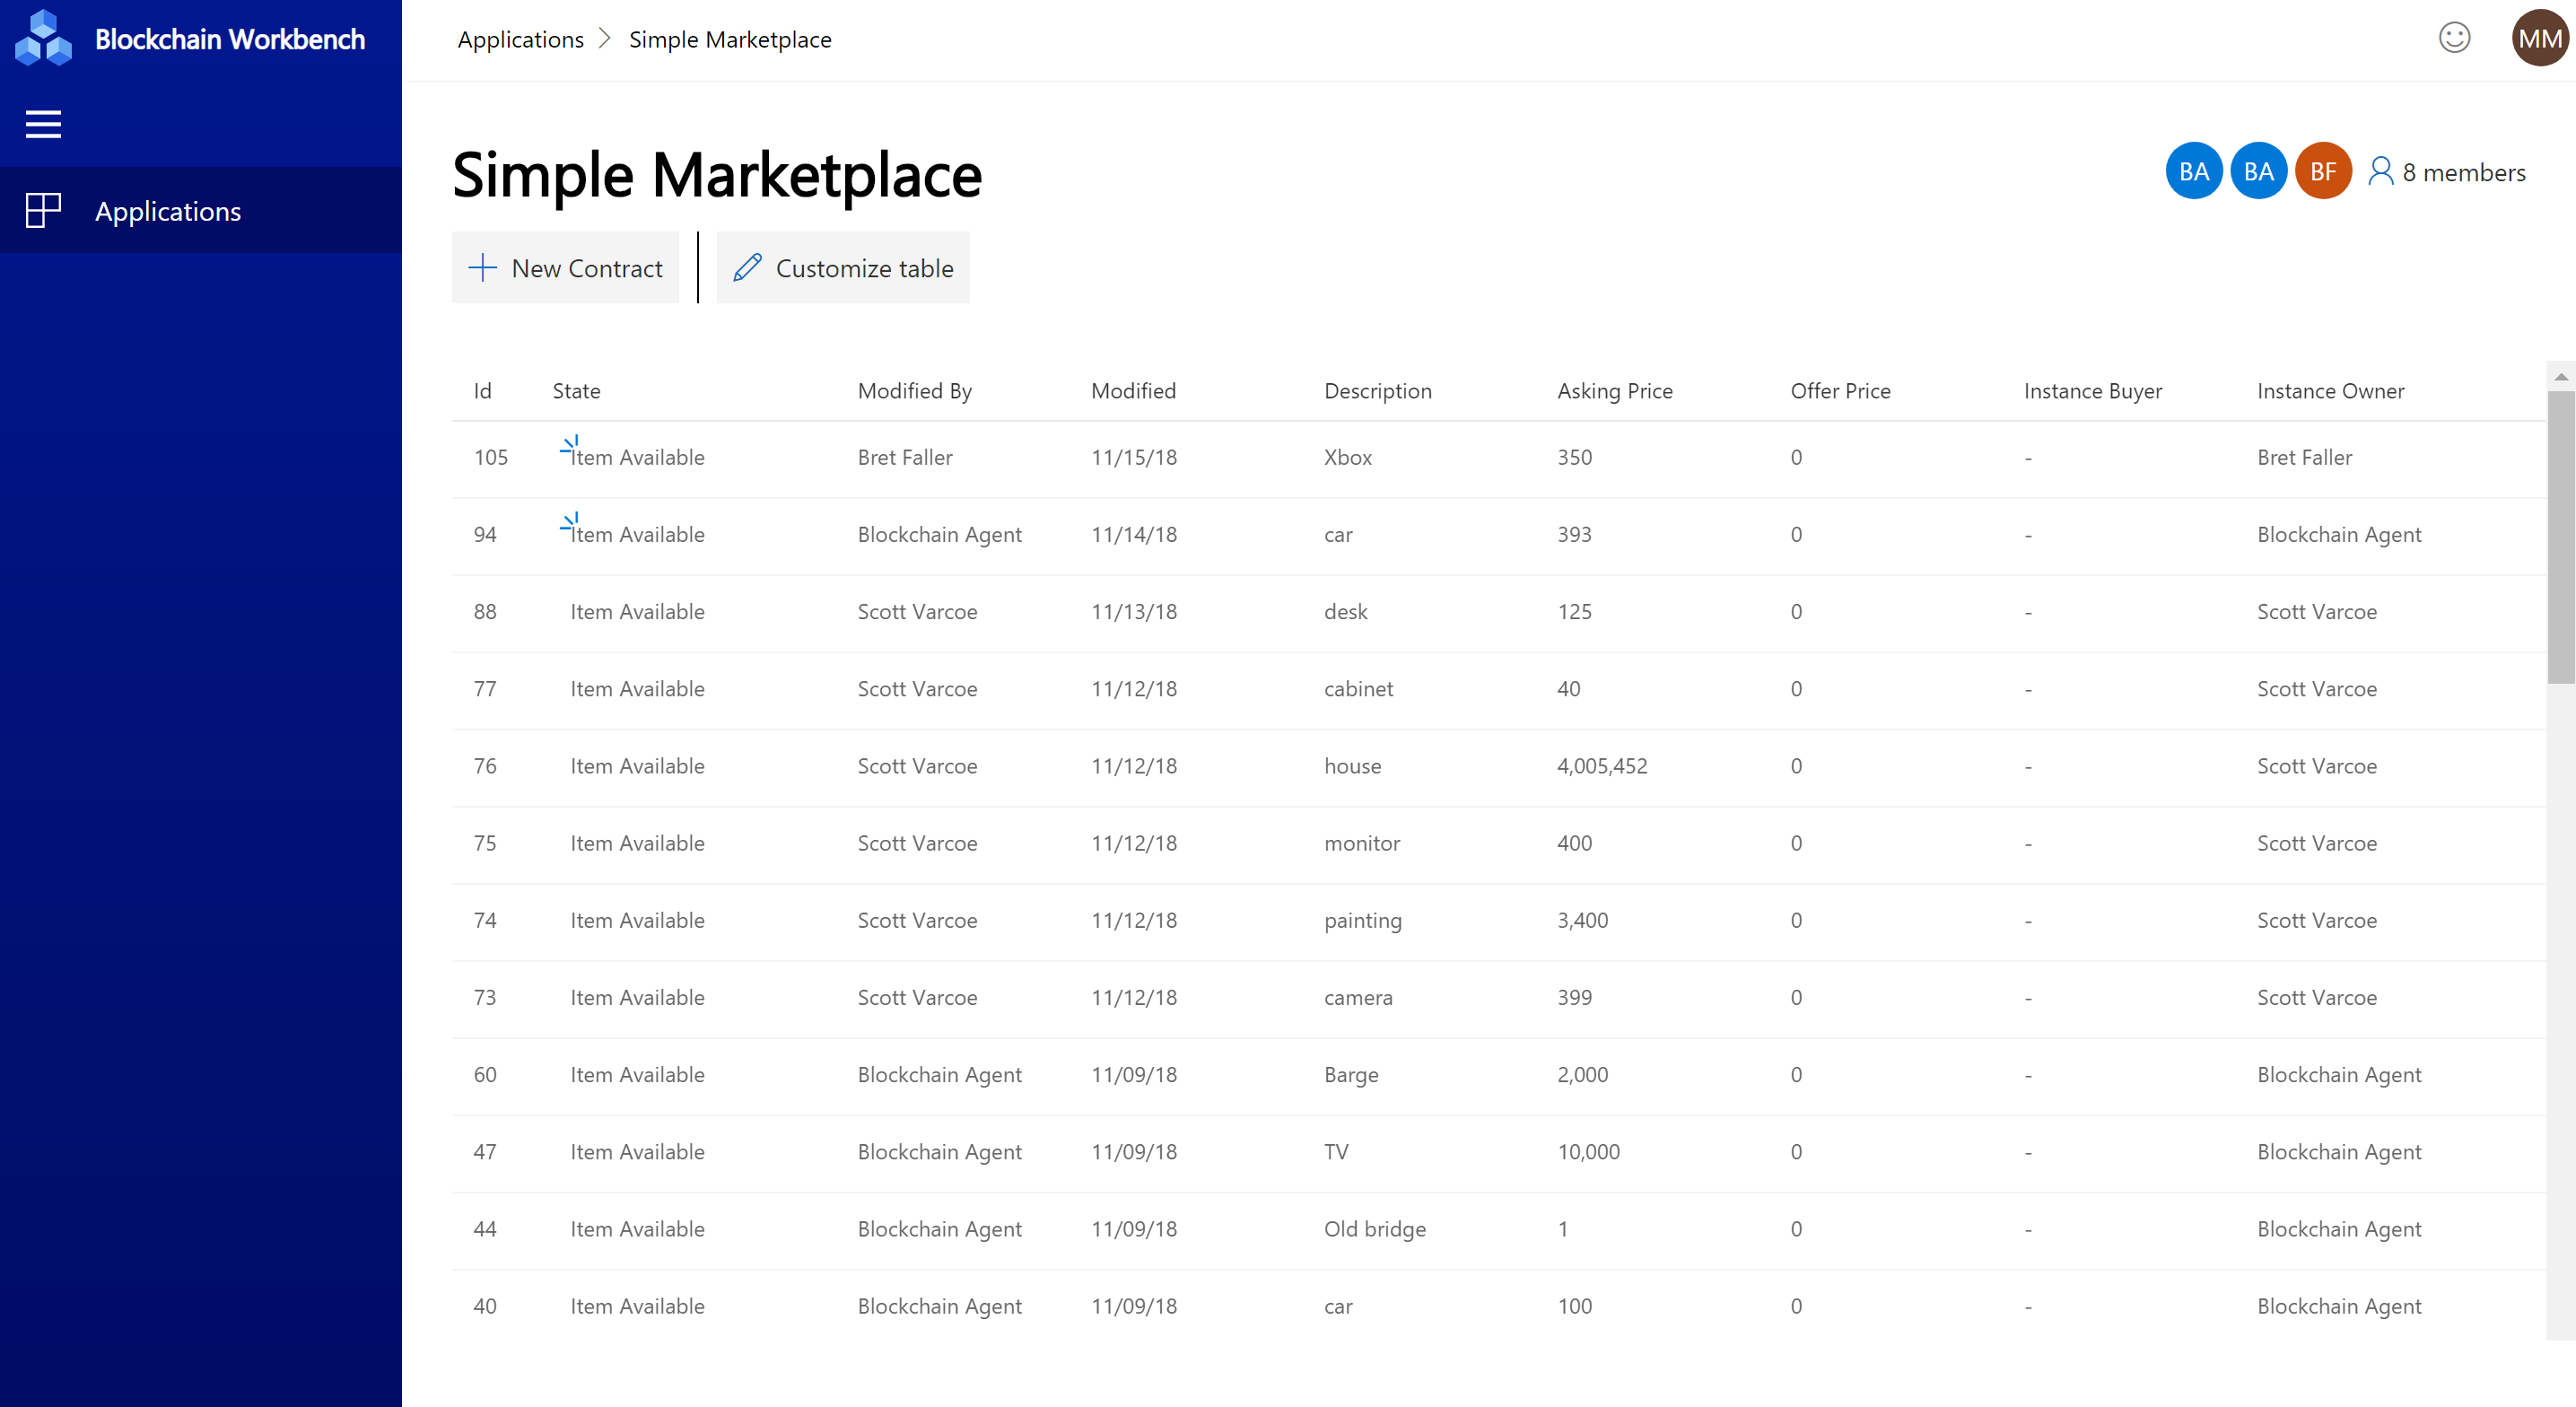 Blockchain Workbench
Applications > Simple Marketplace
MM
Applications
Simple Marketplace
BA BA BF 8 members
New Contract Customize table
Id State Modified By Modified Description Asking Price Offer Price Instance Buyer Instance Owner
105 Item Available Bret Faller 11/15/18 Xbox 350 0 - Bret Faller
94 Item Available Blockchain Agent 11/14/18 car 393 0 - Blockchain Agent
88 Item Available Scott Varcoe 11/13/18 desk 125 0 - Scott Varcoe
77 Item Available Scott Varcoe 11/12/18 cabinet 40 0 - Scott Varcoe
76 Item Available Scott Varcoe 11/12/18 house 4,005,452 0 - Scott Varcoe
75 Item Available Scott Varcoe 11/12/18 monitor 400 0 - Scott Varcoe
74 Item Available Scott Varcoe 11/12/18 painting 3,400 0 - Scott Varcoe
73 Item Available Scott Varcoe 11/12/18 camera 399 0 - Scott Varcoe
60 Item Available Blockchain Agent 11/09/18 Barge 2,000 0 - Blockchain Agent
47 Item Available Blockchain Agent 11/09/18 TV 10,000 0 - Blockchain Agent
44 Item Available Blockchain Agent 11/09/18 Old bridge 1 0 - Blockchain Agent
40 Item Available Blockchain Agent 11/09/18 car 100 0 - Blockchain Agent